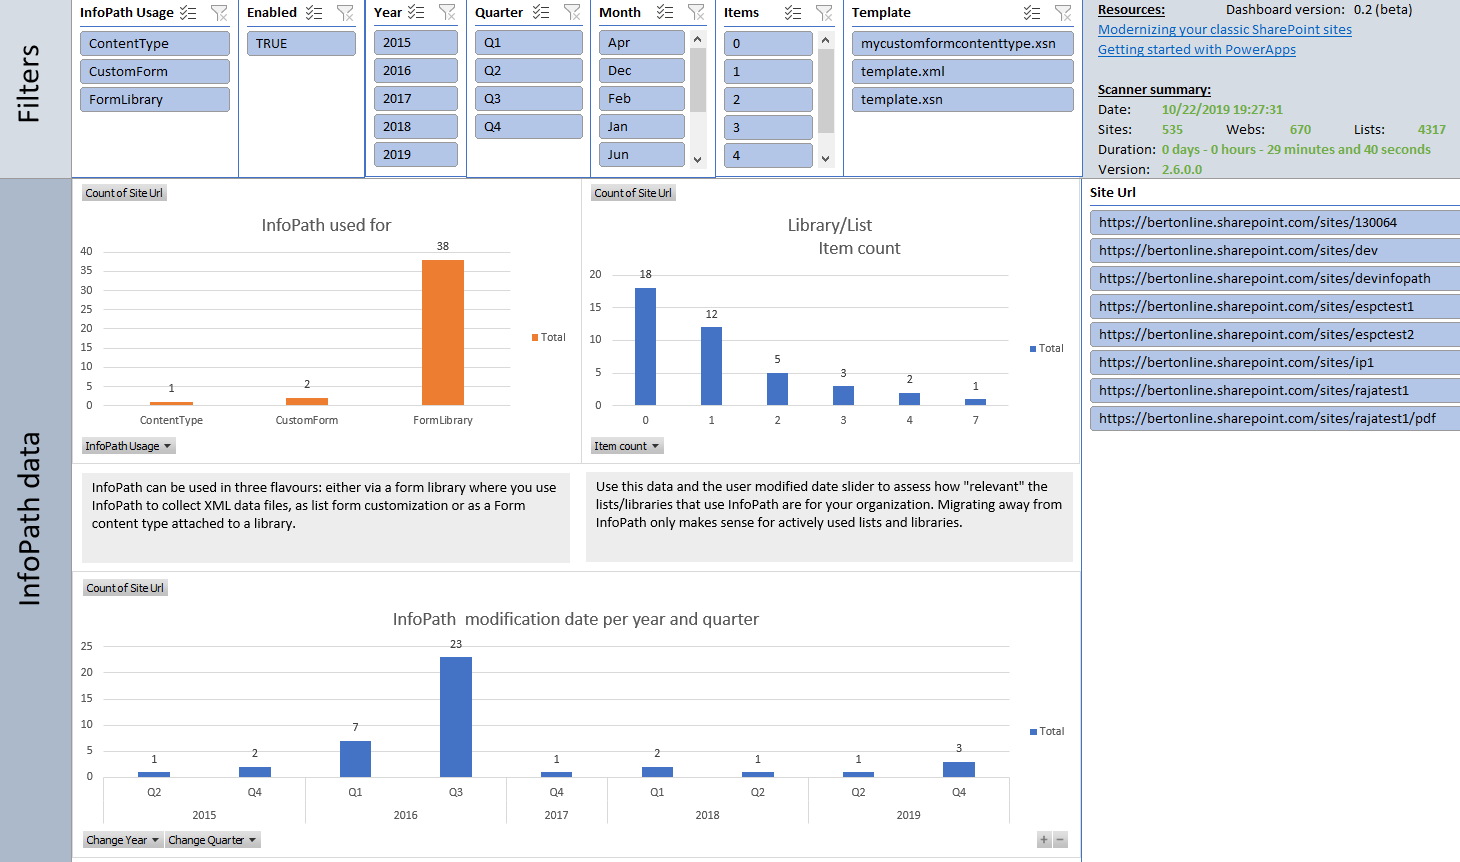 Filters
InfoPath Usage
ContentType
CustomForm
FormLibrary
Enabled
TRUE
Year
2015
2016
2017
2018
2019
Quarter
Q1
Q2
Q3
Q4
Month
Apr
Dec
Feb
Jan
Jun
Items
0
1
2
3
4
Template
mycustomformcontenttype.xsn
template.xml
template.xsn
Resources: Dashboard version: 0.2 (beta)
Modernizing your classic SharePoint sites
Getting started with PowerApps
Scanner summary:
Date: 10/22/2019 19:27:31
Sites: 535 Webs: 670 Lists: 4317
Duration: 0 days - 0 hours - 29 minutes and 40 seconds
Version: 2.6.0.0
InfoPath data
Count of Site Url
InfoPath used for
40
35
30
25
20
15
10
5
0
1
2
38
ContentType CustomForm FormLibrary
Total
InfoPath Usage
Count of Site Url
Library/List
Item count
20
15
10
5
0
18
12
5
3
2
1
0 1 2 3 4 7
Total
Item count
Site Url
https://bertonline.sharepoint.com/sites/130064
https://bertonline.sharepoint.com/sites/dev
https://bertonline.sharepoint.com/sites/devinfopath
https://bertonline.sharepoint.com/sites/espctest1
https://bertonline.sharepoint.com/sites/espctest2
https://bertonline.sharepoint.com/sites/ip1
https://bertonline.sharepoint.com/sites/rajatest1
https://bertonline.sharepoint.com/sites/rajatest1/pdf
InfoPath can be used in three flavours: either via a form library where you use
InfoPath to collect XML data files, as list form customization or as a Form
content type attached to a library.
Use this data and the user modified date slider to assess how "relevant" the
lists/libraries that use InfoPath are for your organization. Migrating away from
InfoPath only makes sense for actively used lists and libraries.
Count of Site Url
InfoPath modification date per year and quarter
25
20
15
10
5
0
1
2
7
23
1
2
1
1
3
Q2 Q4 Q1 Q3 Q4 Q1 Q2 Q2 Q4
2015 2016 2017 2018 2019
Total
Change Year Change Quarter
+ −